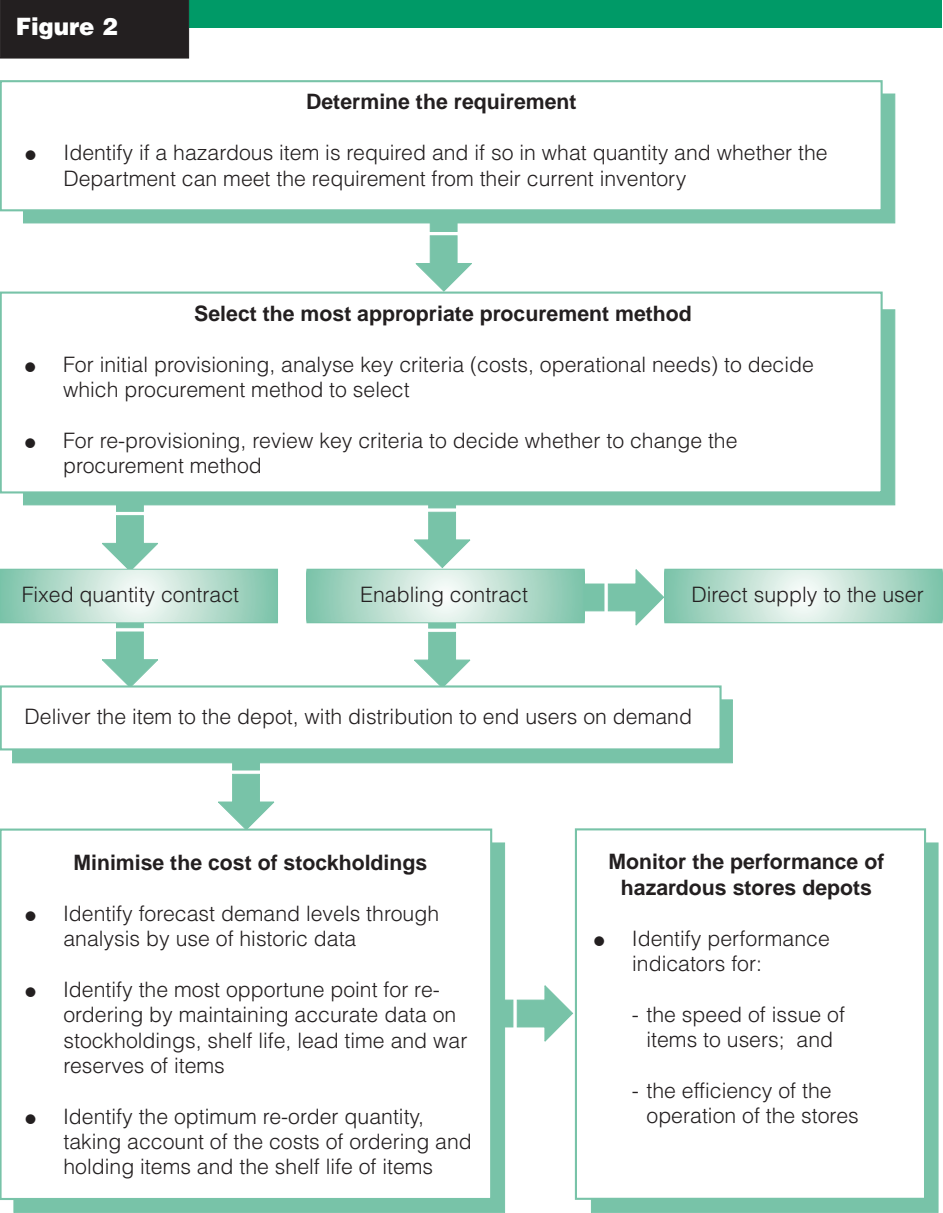 Figure 2
Determine the requirement
● Identify if a hazardous item is required and if so in what quantity and whether the
Department can meet the requirement from their current inventory
Select the most appropriate procurement method
● For initial provisioning, analyse key criteria (costs, operational needs) to decide
which procurement method to select
● For re-provisioning, review key criteria to decide whether to change the
procurement method
Fixed quantity contract
Enabling contract
Direct supply to the user
Deliver the item to the depot, with distribution to end users on demand
Minimise the cost of stockholdings
● Identify forecast demand levels through
analysis by use of historic data
● Identify the most opportune point for re-
ordering by maintaining accurate data on
stockholdings, shelf life, lead time and war
reserves of items
● Identify the optimum re-order quantity,
taking account of the costs of ordering and
holding items and the shelf life of items
Monitor the performance of
hazardous stores depots
● Identify performance
indicators for:
- the speed of issue of
items to users; and
- the efficiency of the
operation of the stores